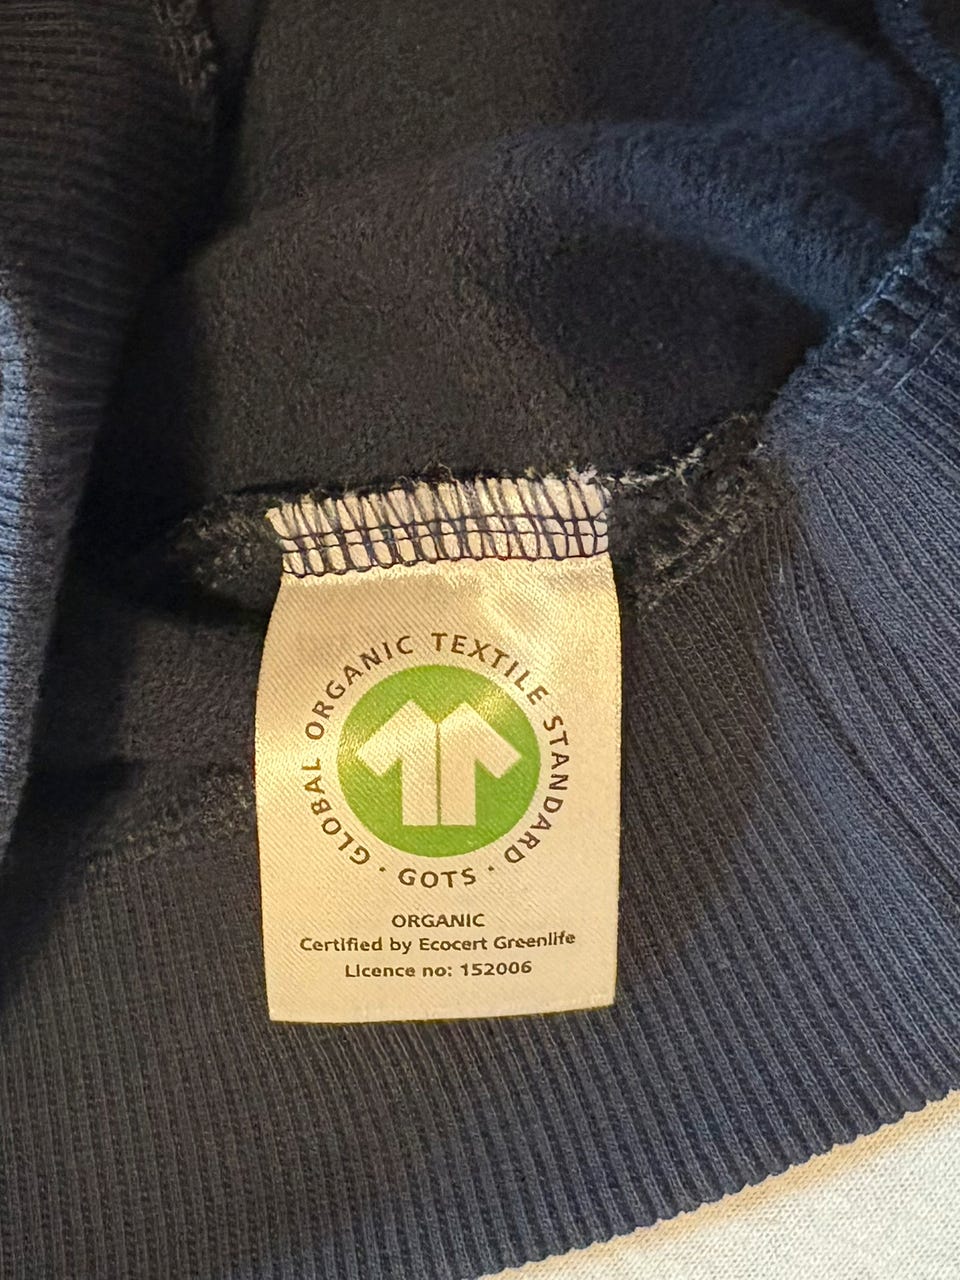 GLOBAL ORGANIC TEXTILE STANDARD · GOTS ·
ORGANIC
Certified by Ecocert Greenlife
Licence no: 152006